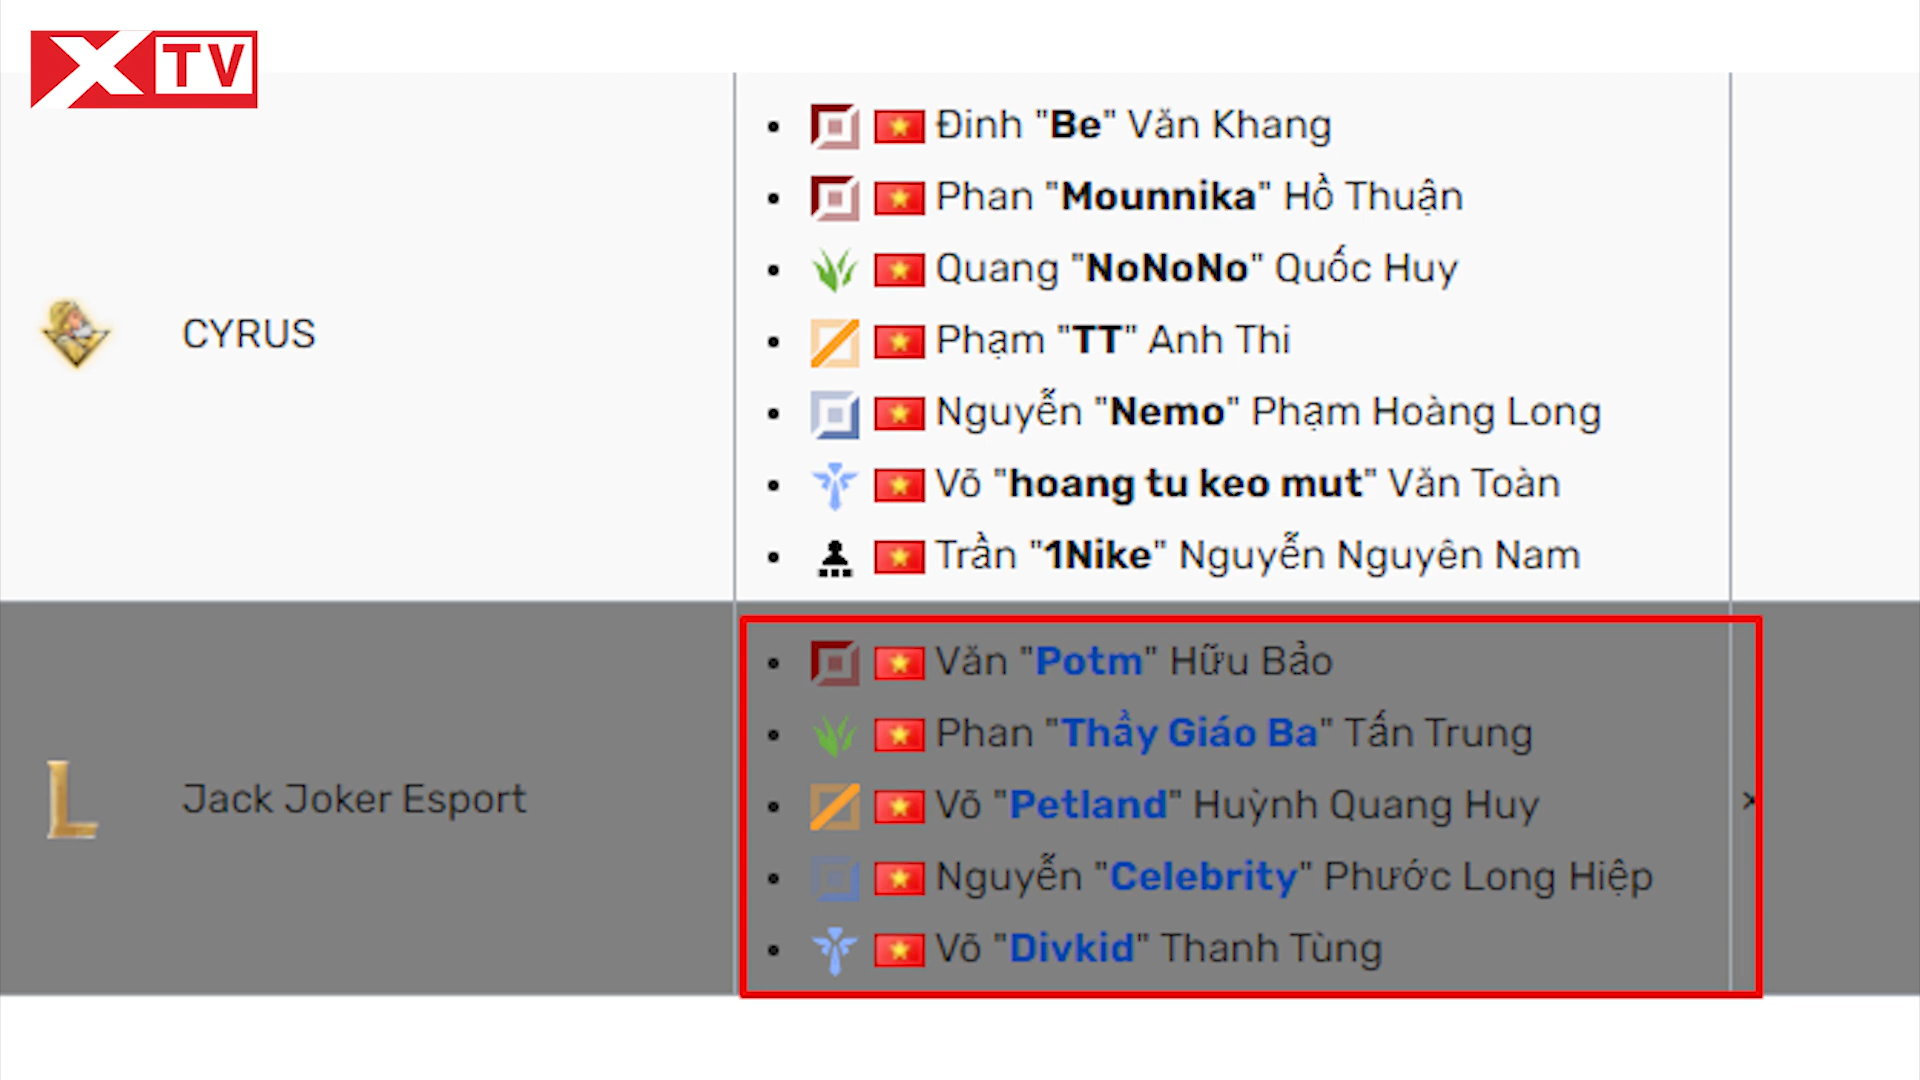 XTV
CYRUS
Đinh "Be" Văn Khang
Phan "Mounnika" Hồ Thuận
Quang "NoNoNo" Quốc Huy
Phạm "TT" Anh Thi
Nguyễn "Nemo" Phạm Hoàng Long
Võ "hoang tu keo mut" Văn Toàn
Trần "1Nike" Nguyễn Nguyên Nam
L
Jack Joker Esport
Văn "Potm" Hữu Bảo
Phan "Thầy Giáo Ba" Tấn Trung
Võ "Petland" Huỳnh Quang Huy
Nguyễn "Celebrity" Phước Long Hiệp
Võ "Divkid" Thanh Tùng